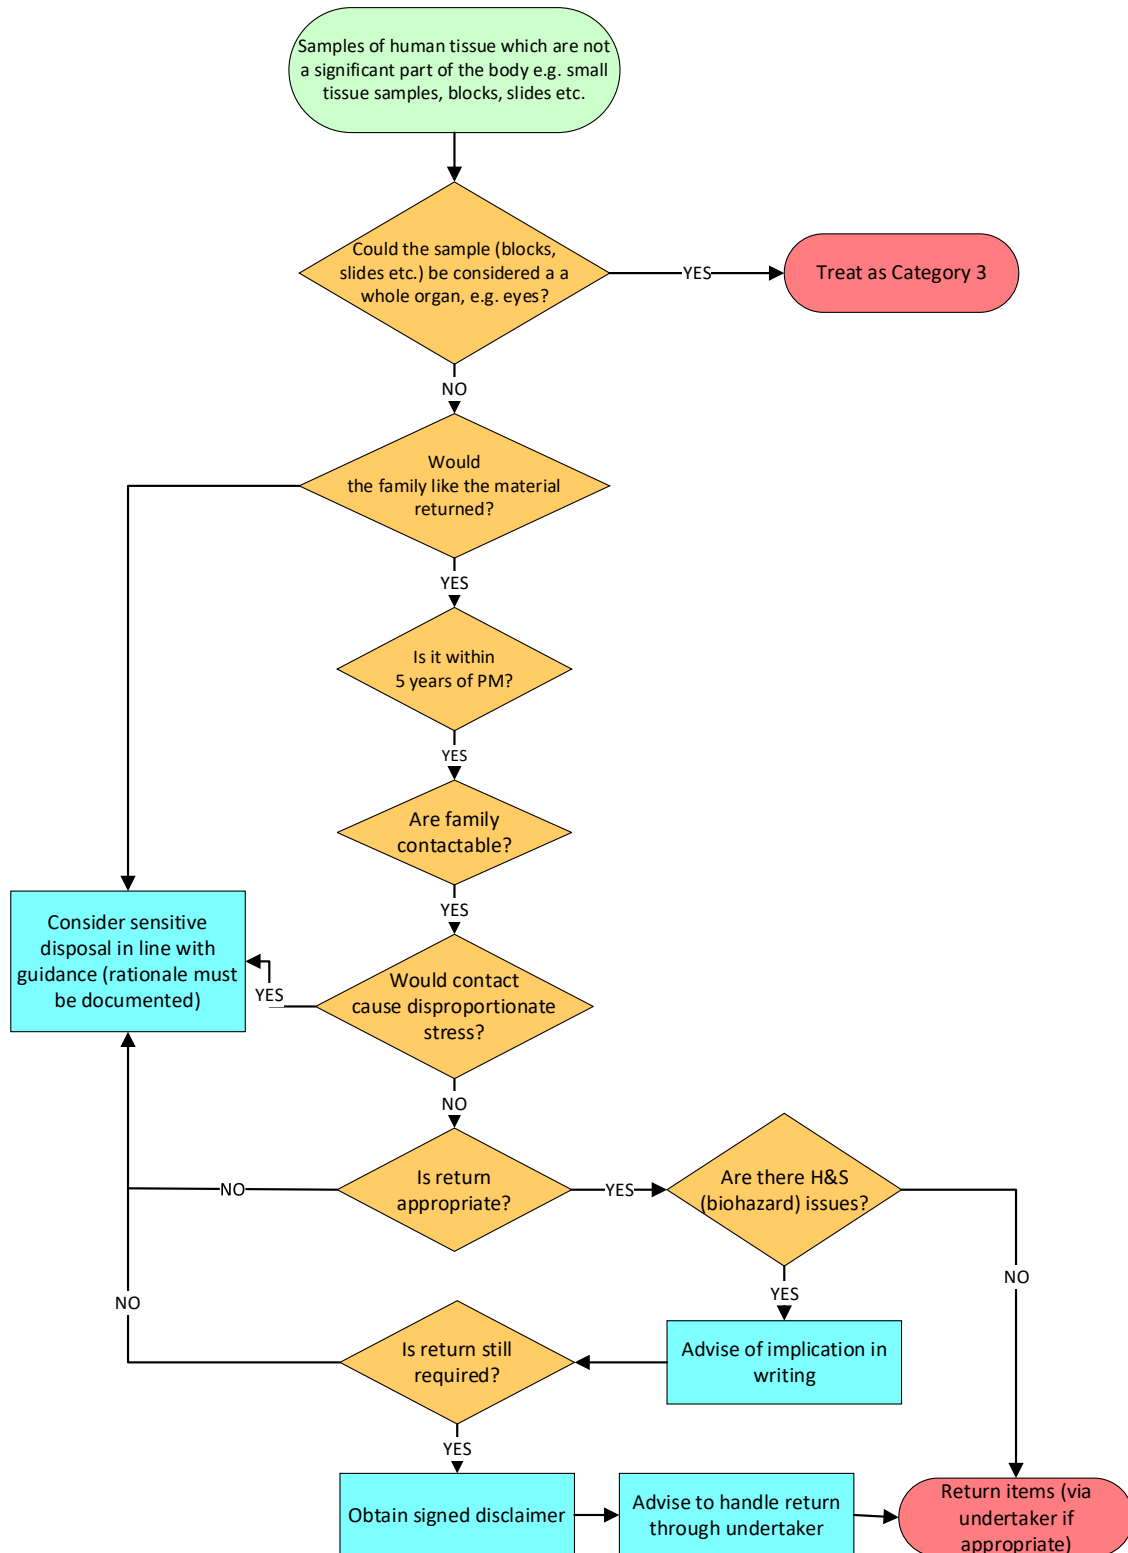 Samples of human tissue which are not
a significant part of the body e.g. small
tissue samples, blocks, slides etc.
Could the sample (blocks,
slides etc.) be considered a a
whole organ, e.g. eyes?
YES
Treat as Category 3
NO
Would
the family like the material
returned?
YES
Is it within
5 years of PM?
YES
Are family
contactable?
YES
Consider sensitive
disposal in line with
guidance (rationale must
be documented)
YES
Would contact
cause disproportionate
stress?
NO
Is return
appropriate?
NO
YES
Are there H&S
(biohazard) issues?
NO
YES
Advise of implication in
writing
Is return still
required?
NO
YES
Obtain signed disclaimer
Advise to handle return
through undertaker
Return items (via
undertaker if
appropriate)